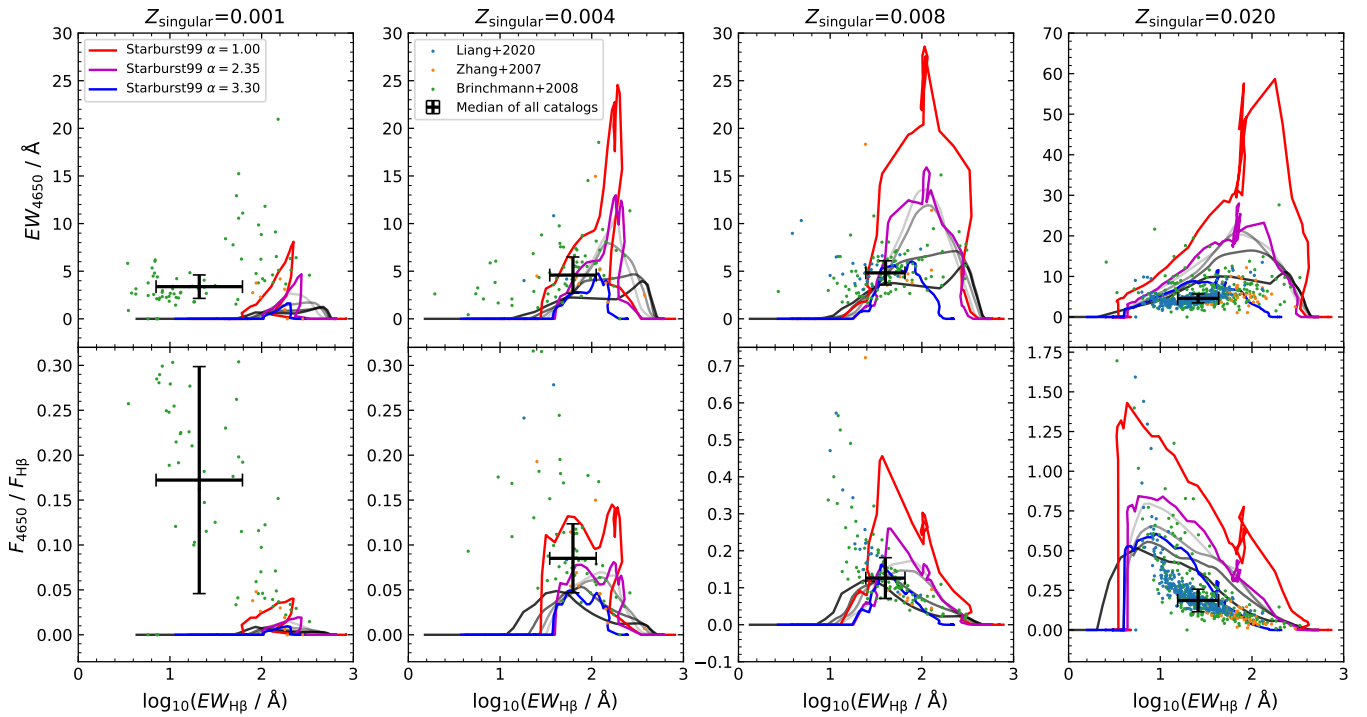 Z_singular=0.001
Z_singular=0.004
Z_singular=0.008
Z_singular=0.020
EW_4650 / Å
30
25
20
15
10
5
0
Starburst99 α = 1.00
Starburst99 α = 2.35
Starburst99 α = 3.30
30
25
20
15
10
5
0
Liang+2020
Zhang+2007
Brinchmann+2008
Median of all catalogs
30
25
20
15
10
5
0
70
60
50
40
30
20
10
0
F_4650 / F_Hβ
0.30
0.25
0.20
0.15
0.10
0.05
0.00
0.30
0.25
0.20
0.15
0.10
0.05
0.00
0.7
0.6
0.5
0.4
0.3
0.2
0.1
0.0
−0.1
1.75
1.50
1.25
1.00
0.75
0.50
0.25
0.00
0 1 2 3
0 1 2 3
0 1 2 3
0 1 2 3
log10(EW_Hβ / Å)
log10(EW_Hβ / Å)
log10(EW_Hβ / Å)
log10(EW_Hβ / Å)